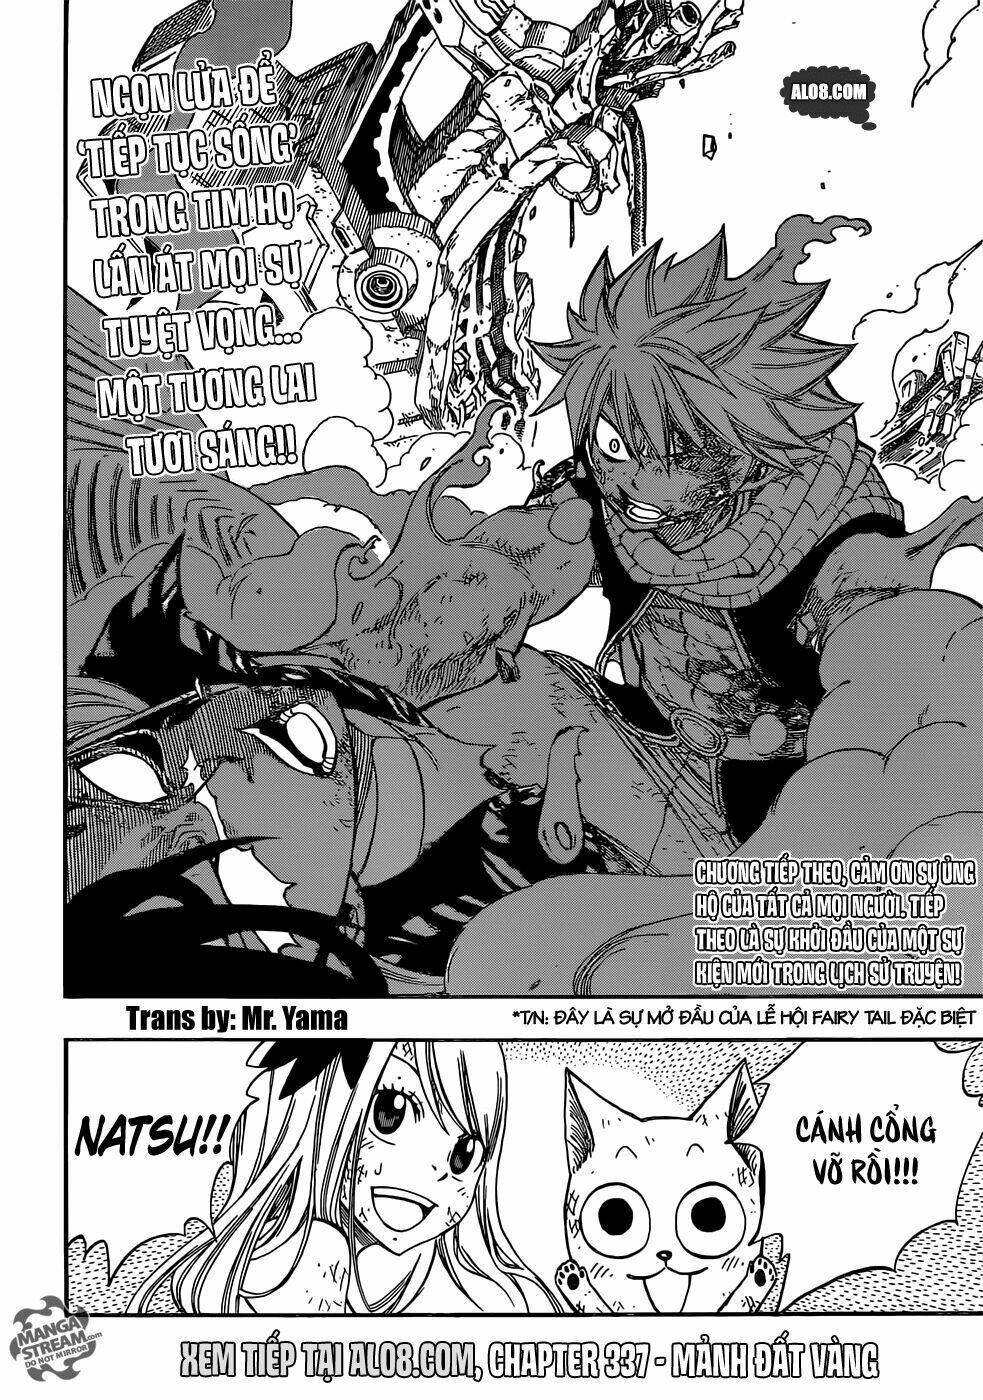 ALO8.COM
NGỌN LỬA ĐỂ
'TIẾP TỤC SỐNG'
TRONG TIM HỌ
LẤN ÁT MỌI SỰ
TUYỆT VỌNG...
MỘT TƯƠNG LAI
TƯƠI SÁNG!!
CHƯƠNG TIẾP THEO, CẢM ƠN SỰ ỦNG
HỘ CỦA TẤT CẢ MỌI NGƯỜI. TIẾP
THEO LÀ SỰ KHỞI ĐẦU CỦA MỘT SỰ
KIỆN MỚI TRONG LỊCH SỬ TRUYỆN!
Trans by: Mr. Yama
*T/N: ĐÂY LÀ SỰ MỞ ĐẦU CỦA LỄ HỘI FAIRY TAIL ĐẶC BIỆT
NATSU!!
CÁNH CỔNG
VỠ RỒI!!!
MANGA
STREAM.com
DO NOT MIRROR
XEM TIẾP TẠI ALO8.COM, CHAPTER 337 - MẢNH ĐẤT VÀNG